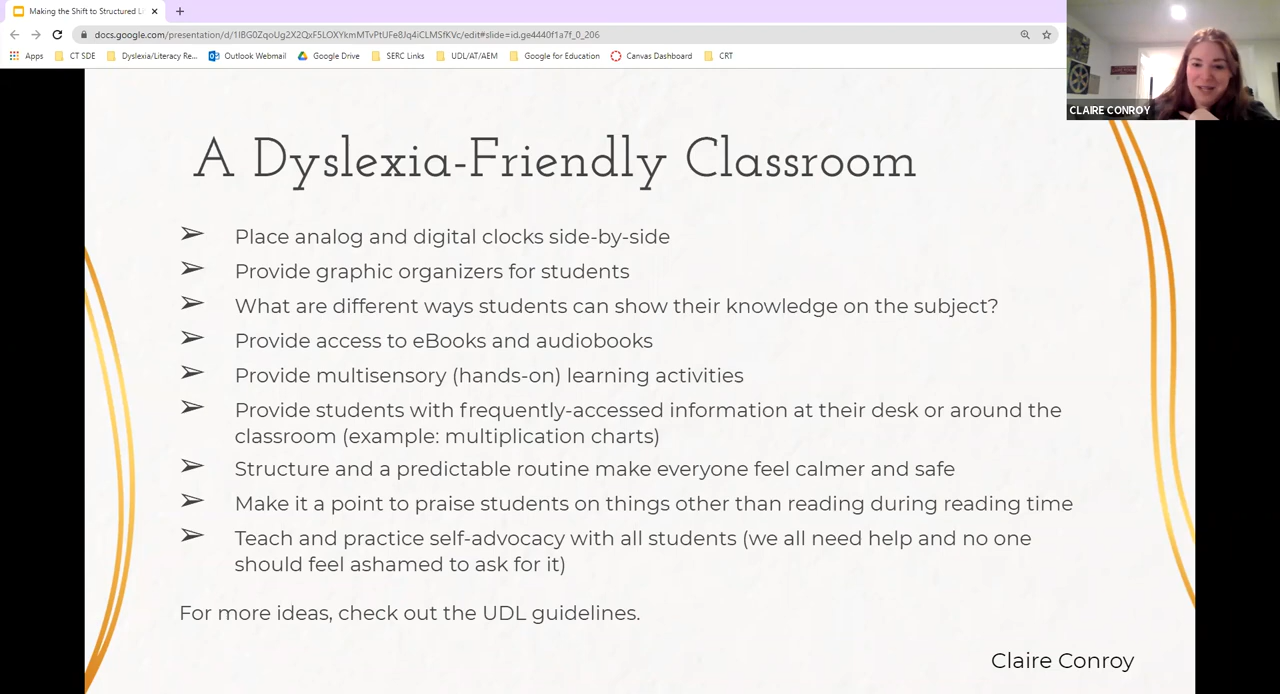 Making the Shift to Structured Li
docs.google.com/presentation/d/1IBG0ZqoUg2X2QxF5LOXYkmMTvPtUFe8Jq4iCLMSfKVc/edit#slide=id.ge4440f1a7f_0_206
Apps CT SDE Dyslexia/Literacy Re... Outlook Webmail Google Drive SERC Links UDL/AT/AEM Google for Education Canvas Dashboard CRT
CLAIRE CONROY
A Dyslexia-Friendly Classroom
➢ Place analog and digital clocks side-by-side
➢ Provide graphic organizers for students
➢ What are different ways students can show their knowledge on the subject?
➢ Provide access to eBooks and audiobooks
➢ Provide multisensory (hands-on) learning activities
➢ Provide students with frequently-accessed information at their desk or around the
classroom (example: multiplication charts)
➢ Structure and a predictable routine make everyone feel calmer and safe
➢ Make it a point to praise students on things other than reading during reading time
➢ Teach and practice self-advocacy with all students (we all need help and no one
should feel ashamed to ask for it)
For more ideas, check out the UDL guidelines.
Claire Conroy